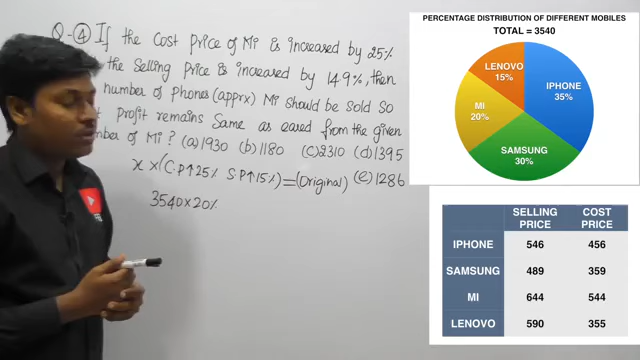 Q-④ If the Cost Price of Mi is increased by 25%
the Selling Price is increased by 14.9%, then
number of phones (apprx) Mi should be sold so
Profit remains Same as eared from the given
of Mi? (a) 1930 (b) 1180 (c) 2310 (d) 1395
(e) 1286
x × (C.P↑25% S.P↑15%) = (Original)
3540 × 20%
PERCENTAGE DISTRIBUTION OF DIFFERENT MOBILES
TOTAL = 3540
LENOVO
15%
IPHONE
35%
MI
20%
SAMSUNG
30%
SELLING PRICE COST PRICE
IPHONE 546 456
SAMSUNG 489 359
MI 644 544
LENOVO 590 355